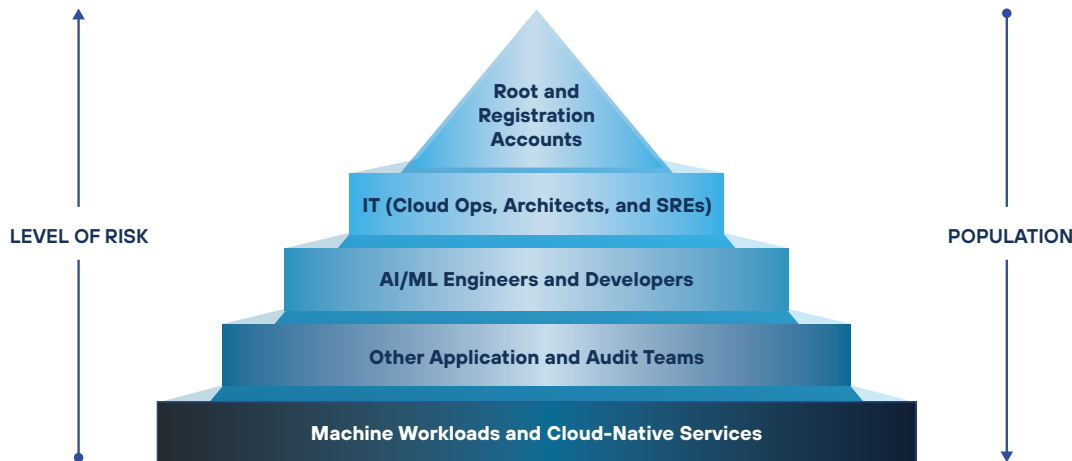 Root and
Registration
Accounts
IT (Cloud Ops, Architects, and SREs)
LEVEL OF RISK
POPULATION
AI/ML Engineers and Developers
Other Application and Audit Teams
Machine Workloads and Cloud-Native Services